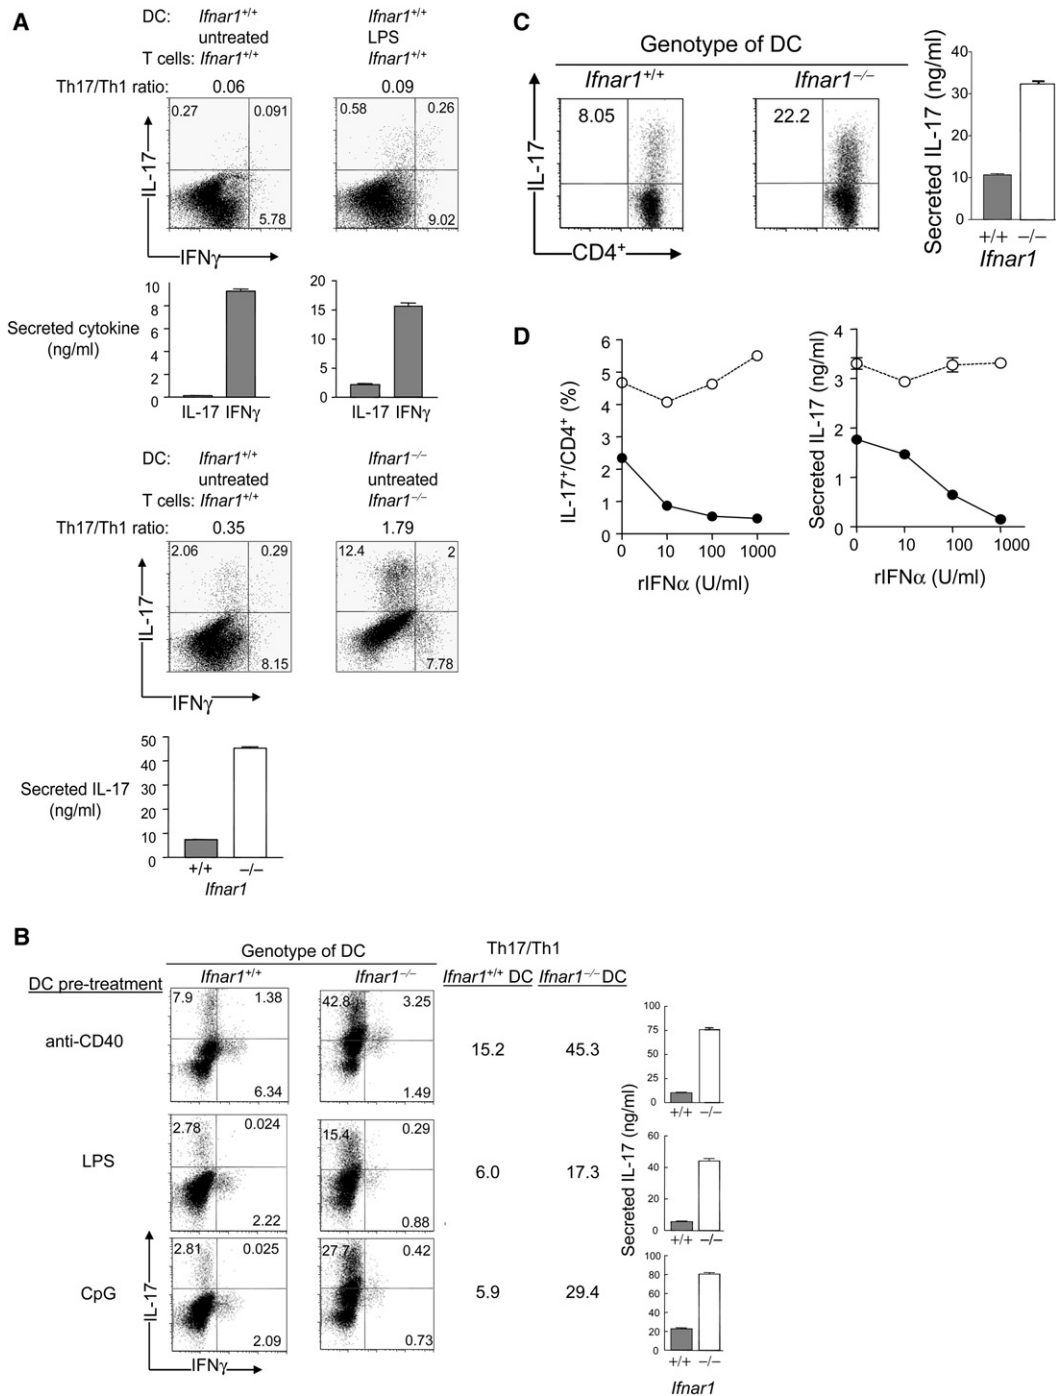 A
DC: Ifnar1+/+ Ifnar1+/+
untreated LPS
T cells: Ifnar1+/+ Ifnar1+/+
Th17/Th1 ratio: 0.06 0.09
0.27 0.091 0.58 0.26
IL-17
5.78 9.02
IFNγ
10 8 6 4 2 0
20 15 10 5 0
Secreted cytokine
(ng/ml)
IL-17 IFNγ IL-17 IFNγ
DC: Ifnar1+/+ Ifnar1–/–
untreated untreated
T cells: Ifnar1+/+ Ifnar1–/–
Th17/Th1 ratio: 0.35 1.79
2.06 0.29 12.4 2
IL-17
8.15 7.78
IFNγ
50 40 30 20 10 0
Secreted IL-17
(ng/ml)
+/+ –/–
Ifnar1
C
Genotype of DC
Ifnar1+/+ Ifnar1–/–
8.05 22.2
IL-17
CD4+
Secreted IL-17 (ng/ml)
40 30 20 10 0
+/+ –/–
Ifnar1
D
IL-17+/CD4+ (%)
6 5 4 3 2 1 0
0 10 100 1000
rIFNα (U/ml)
Secreted IL-17 (ng/ml)
4 3 2 1 0
0 10 100 1000
rIFNα (U/ml)
B
Genotype of DC Th17/Th1
DC pre-treatment Ifnar1+/+ Ifnar1–/– Ifnar1+/+ DC Ifnar1–/– DC
7.9 1.38 42.8 3.25
anti-CD40 15.2 45.3
6.34 1.49
2.78 0.024 15.4 0.29
LPS 6.0 17.3
2.22 0.88
2.81 0.025 27.7 0.42
CpG 5.9 29.4
2.09 0.73
IL-17
IFNγ
Secreted IL-17 (ng/ml)
100 75 50 25 0
+/+ –/–
60 40 20 0
+/+ –/–
100 80 60 40 20 0
+/+ –/–
Ifnar1